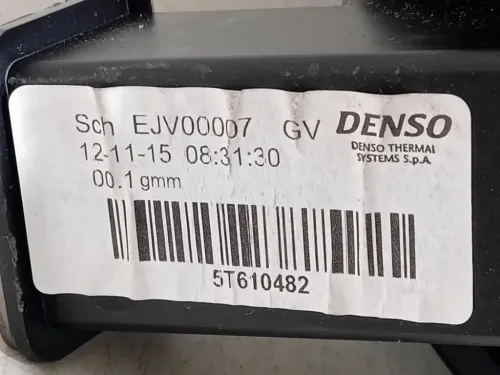 Sch EJV00007 GV DENSO
12-11-15 08:31:30
DENSO THERMAL
SYSTEMS S.p.A.
00.1 gmm
5T610482